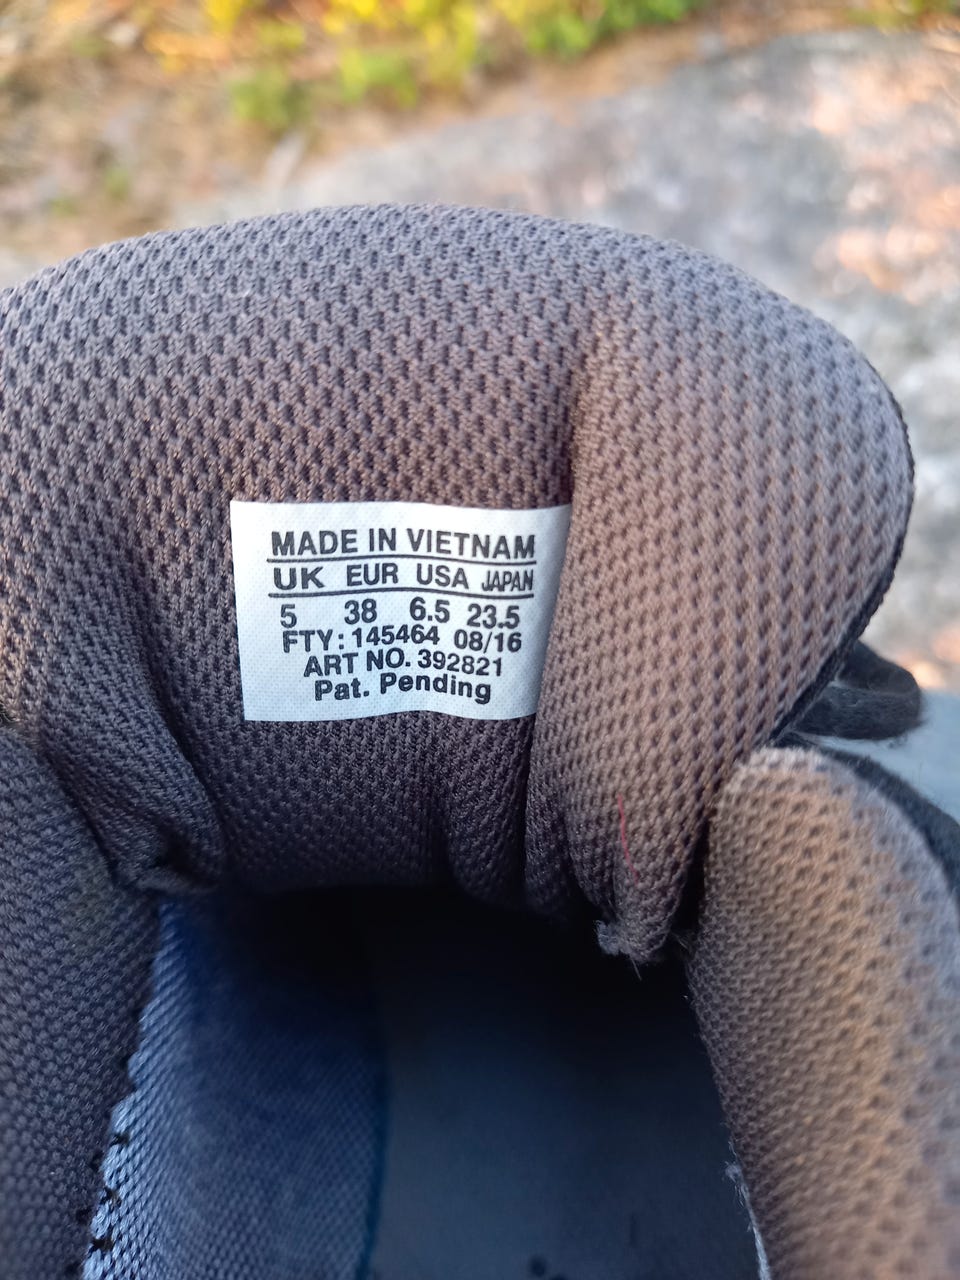 MADE IN VIETNAM
UK EUR USA JAPAN
5 38 6.5 23.5
FTY: 145464 08/16
ART NO. 392821
Pat. Pending